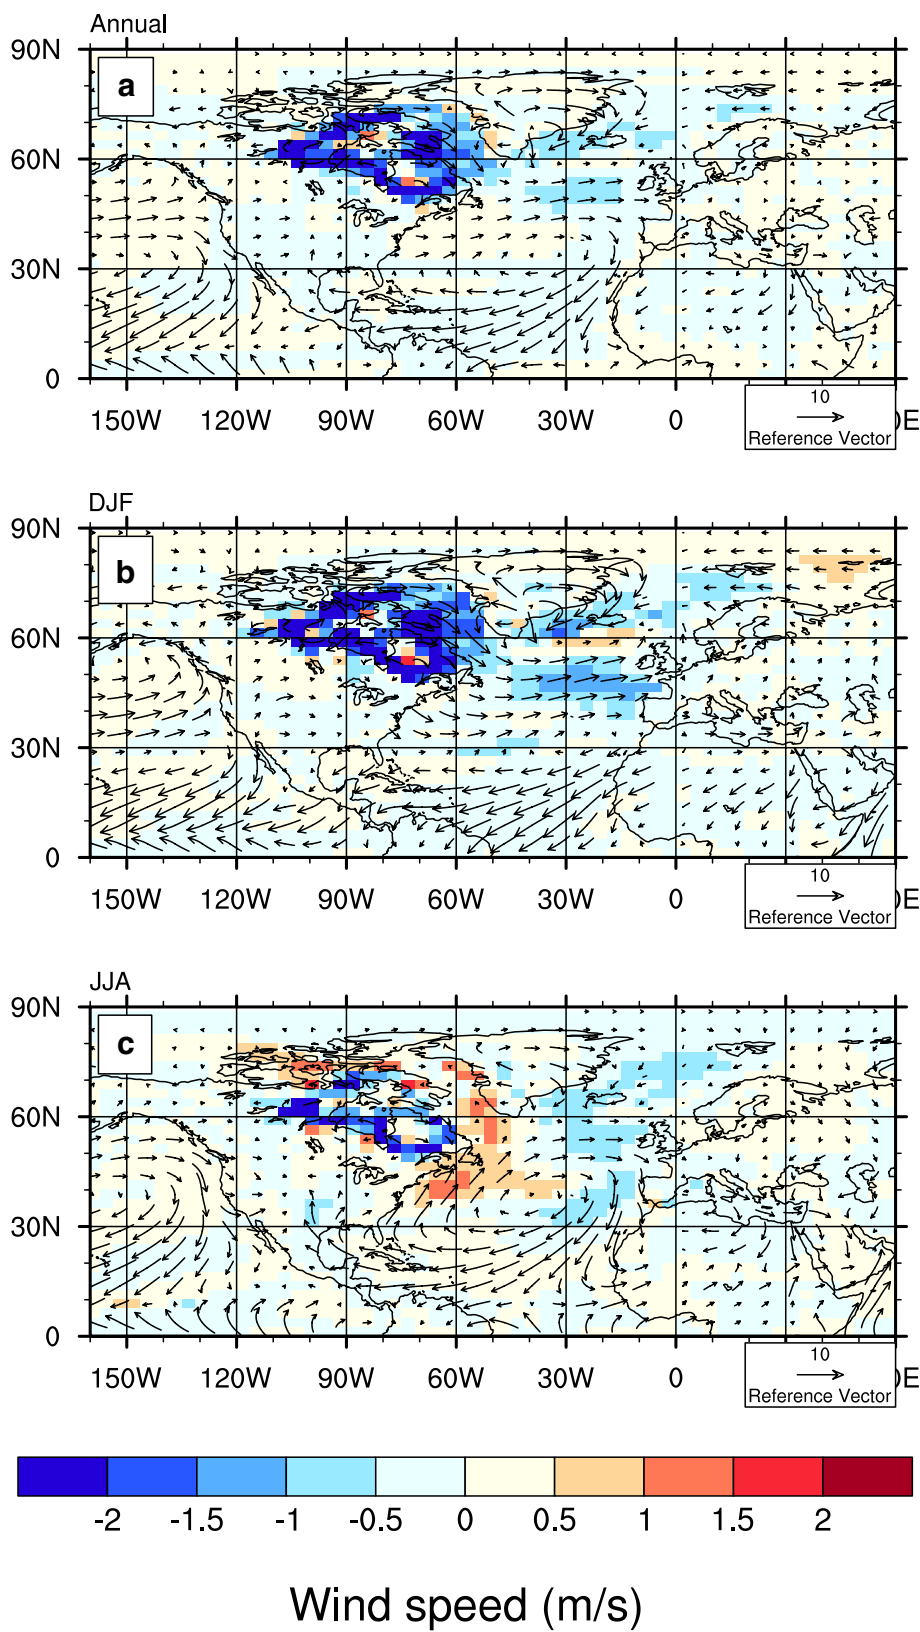 Annual
90N
a
60N
30N
0
150W 120W 90W 60W 30W 0
10
Reference Vector
DJF
90N
b
60N
30N
0
150W 120W 90W 60W 30W 0
10
Reference Vector
JJA
90N
c
60N
30N
0
150W 120W 90W 60W 30W 0
10
Reference Vector
-2 -1.5 -1 -0.5 0 0.5 1 1.5 2
Wind speed (m/s)